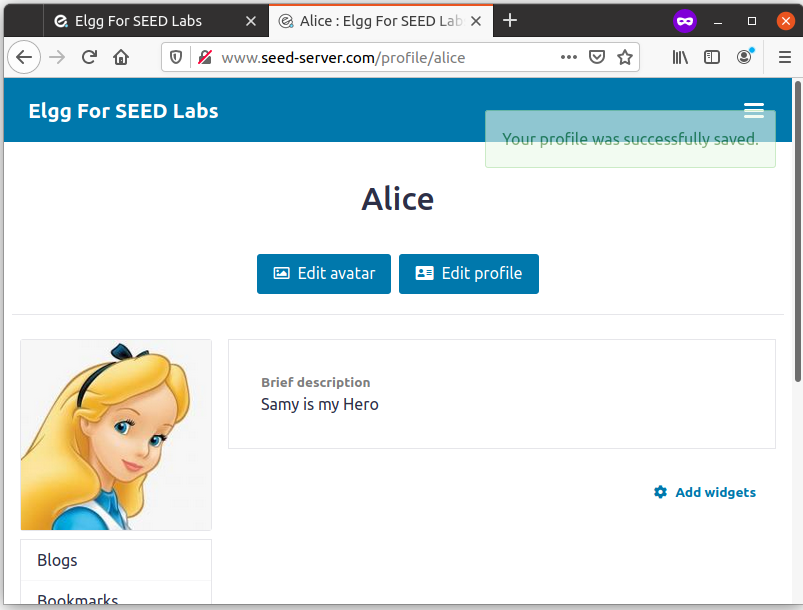 Elgg For SEED Labs
Alice : Elgg For SEED Lab
www.seed-server.com/profile/alice
Elgg For SEED Labs
Your profile was successfully saved.
Alice
Edit avatar
Edit profile
Brief description
Samy is my Hero
Add widgets
Blogs
Bookmarks